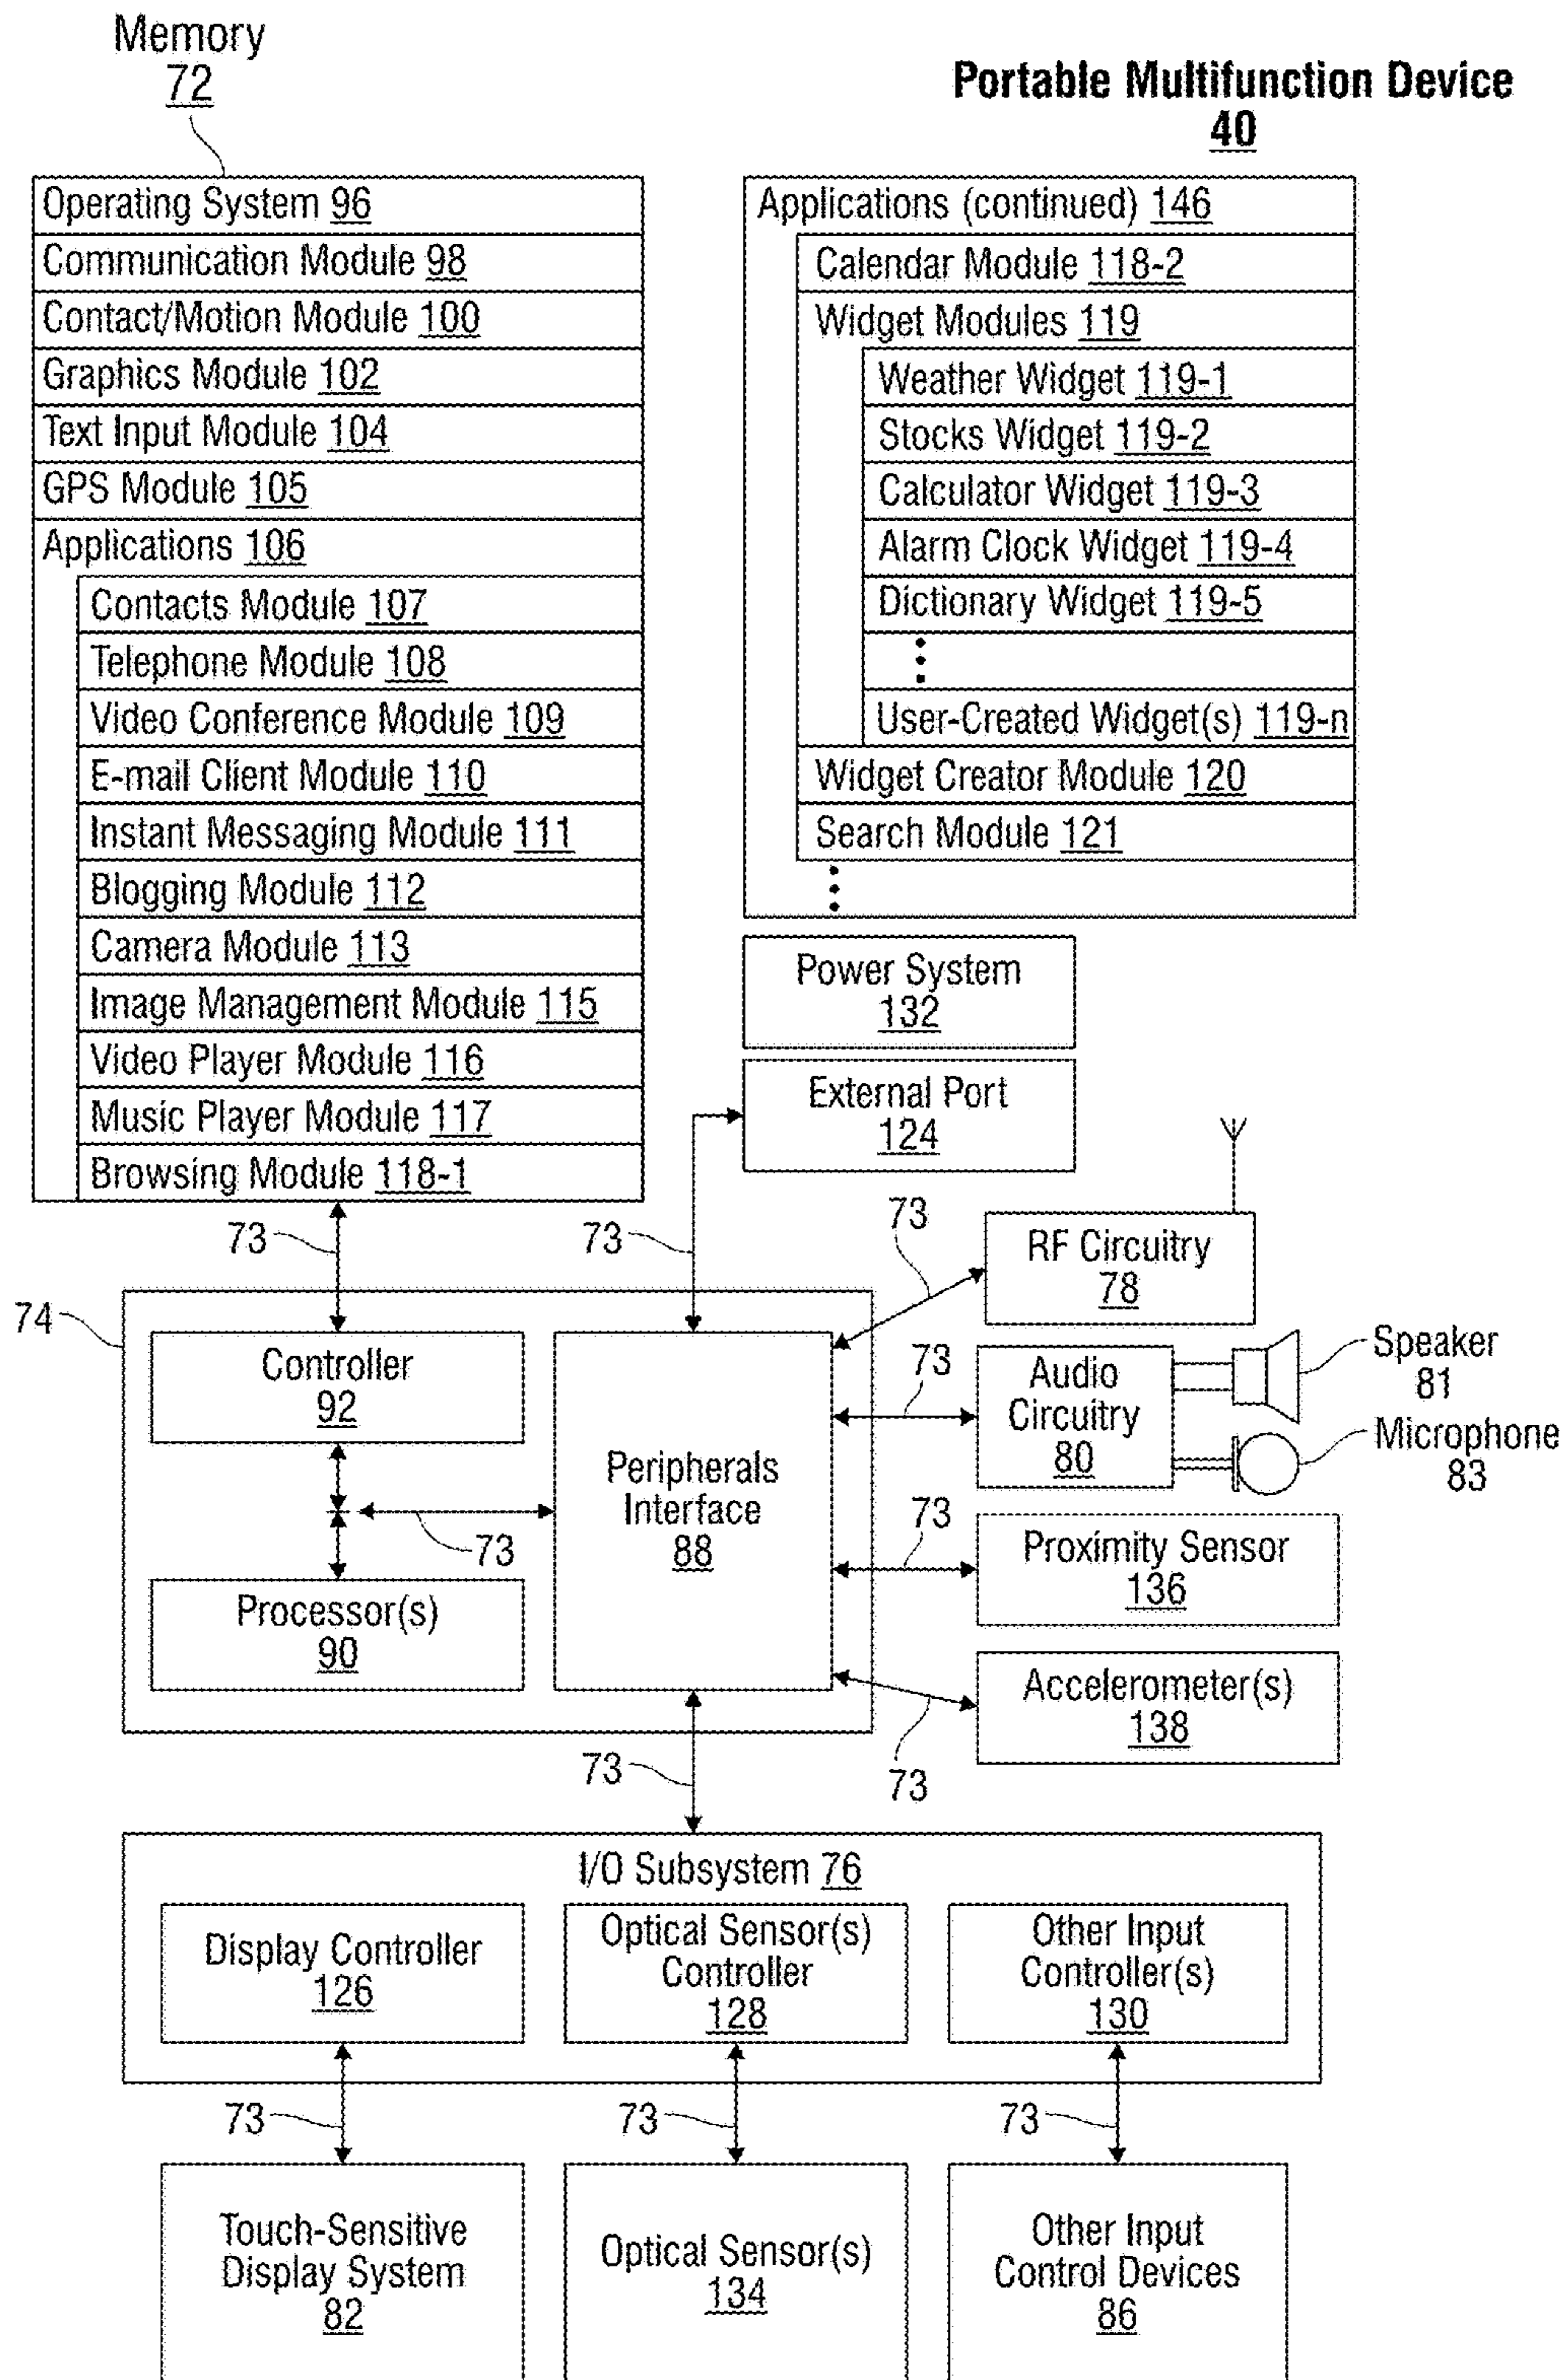 Memory
72
Portable Multifunction Device
40
Operating System 96
Communication Module 98
Contact/Motion Module 100
Graphics Module 102
Text Input Module 104
GPS Module 105
Applications 106
Contacts Module 107
Telephone Module 108
Video Conference Module 109
E-mail Client Module 110
Instant Messaging Module 111
Blogging Module 112
Camera Module 113
Image Management Module 115
Video Player Module 116
Music Player Module 117
Browsing Module 118-1
Applications (continued) 146
Calendar Module 118-2
Widget Modules 119
Weather Widget 119-1
Stocks Widget 119-2
Calculator Widget 119-3
Alarm Clock Widget 119-4
Dictionary Widget 119-5
User-Created Widget(s) 119-n
Widget Creator Module 120
Search Module 121
Power System
132
External Port
124
73
73
73
RF Circuitry
78
74
Controller
92
Peripherals
Interface
88
73
Processor(s)
90
73
Audio
Circuitry
80
Speaker
81
Microphone
83
73
Proximity Sensor
136
Accelerometer(s)
138
73
73
I/O Subsystem 76
Display Controller
126
Optical Sensor(s)
Controller
128
Other Input
Controller(s)
130
73
73
73
Touch-Sensitive
Display System
82
Optical Sensor(s)
134
Other Input
Control Devices
86